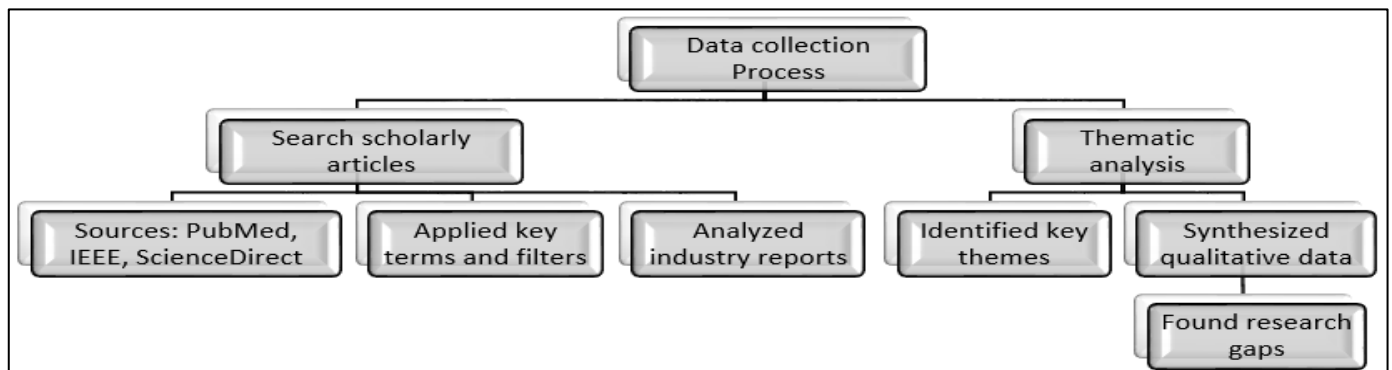 Data collection
Process
Search scholarly
articles
Thematic
analysis
Sources: PubMed,
IEEE, ScienceDirect
Applied key
terms and filters
Analyzed
industry reports
Identified key
themes
Synthesized
qualitative data
Found research
gaps